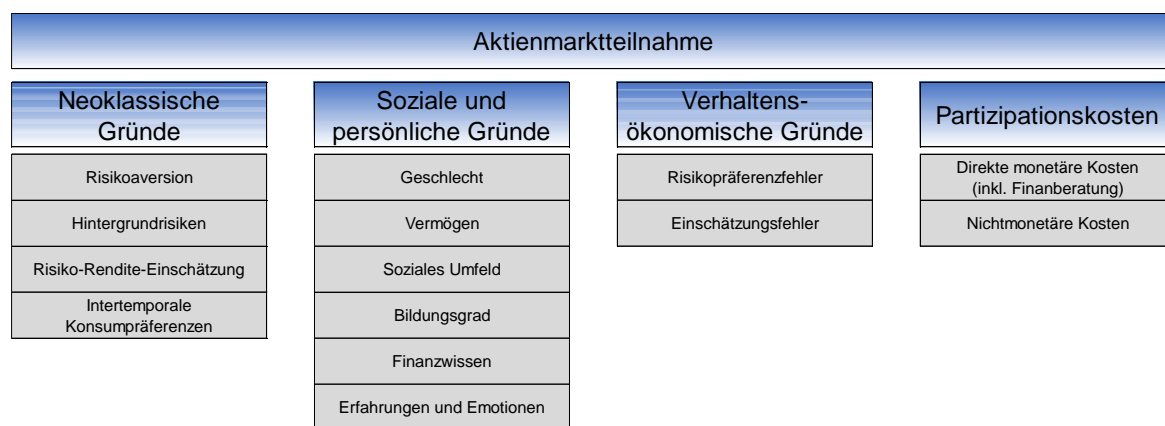 Aktienmarktteilnahme
Neoklassische
Gründe
Risikoaversion
Hintergrundrisiken
Risiko-Rendite-Einschätzung
Intertemporale
Konsumpräferenzen
Soziale und
persönliche Gründe
Geschlecht
Vermögen
Soziales Umfeld
Bildungsgrad
Finanzwissen
Erfahrungen und Emotionen
Verhaltens-
ökonomische Gründe
Risikopräferenzfehler
Einschätzungsfehler
Partizipationskosten
Direkte monetäre Kosten
(inkl. Finanberatung)
Nichtmonetäre Kosten